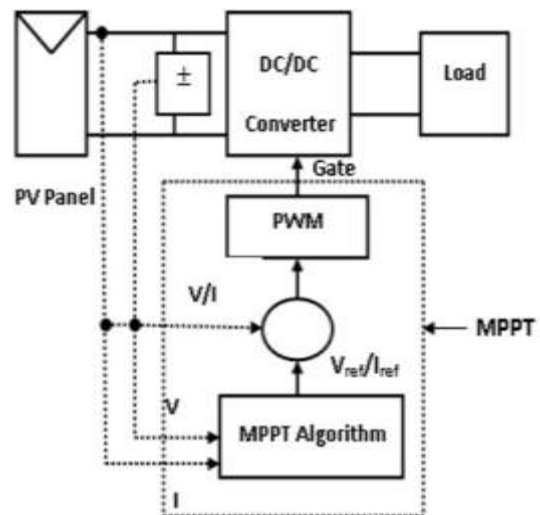 DC/DC
Converter
Load
±
PV Panel
Gate
PWM
V/I
MPPT
Vref/Iref
V
MPPT Algorithm
I